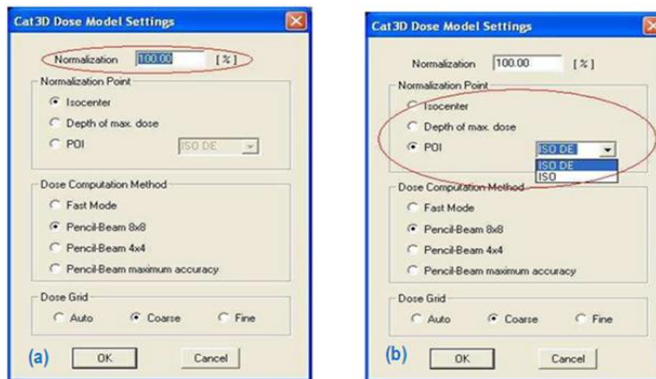 Cat3D Dose Model Settings
Normalization 100.00 [ % ]
Normalization Point
Isocenter
Depth of max. dose
POI ISO DE
Dose Computation Method
Fast Mode
Pencil-Beam 8x8
Pencil-Beam 4x4
Pencil-Beam maximum accuracy
Dose Grid
Auto Coarse Fine
(a) OK Cancel
Cat3D Dose Model Settings
Normalization 100.00 [ % ]
Normalization Point
Isocenter
Depth of max. dose
POI ISO DE
ISO DE
ISO
Dose Computation Method
Fast Mode
Pencil-Beam 8x8
Pencil-Beam 4x4
Pencil-Beam maximum accuracy
Dose Grid
Auto Coarse Fine
(b) OK Cancel